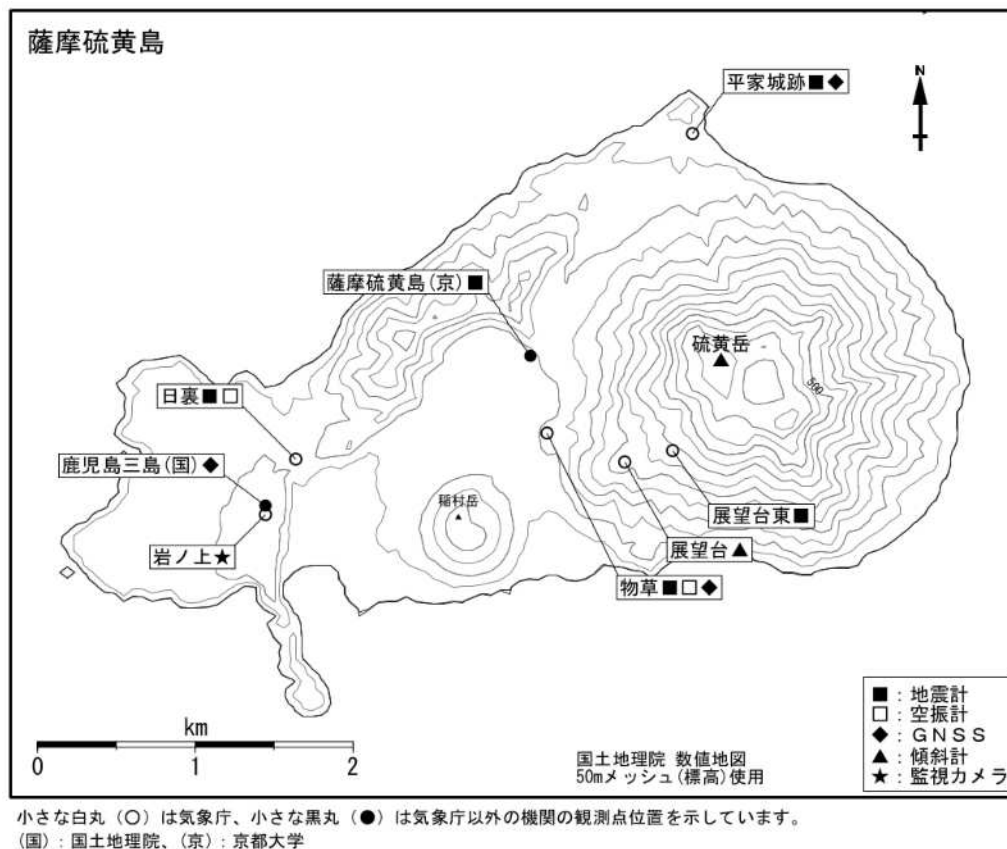 薩摩硫黄島
平家城跡■◆
N
薩摩硫黄島(京)■
硫黄岳
500
日裏■□
鹿児島三島(国)◆
稲村岳
岩ノ上★
展望台東■
展望台▲
物草■□◆
km
0 1 2
国土地理院 数値地図
50mメッシュ(標高)使用
■：地震計
□：空振計
◆：ＧＮＳＳ
▲：傾斜計
★：監視カメラ
小さな白丸（○）は気象庁、小さな黒丸（●）は気象庁以外の機関の観測点位置を示しています。
(国)：国土地理院、(京)：京都大学